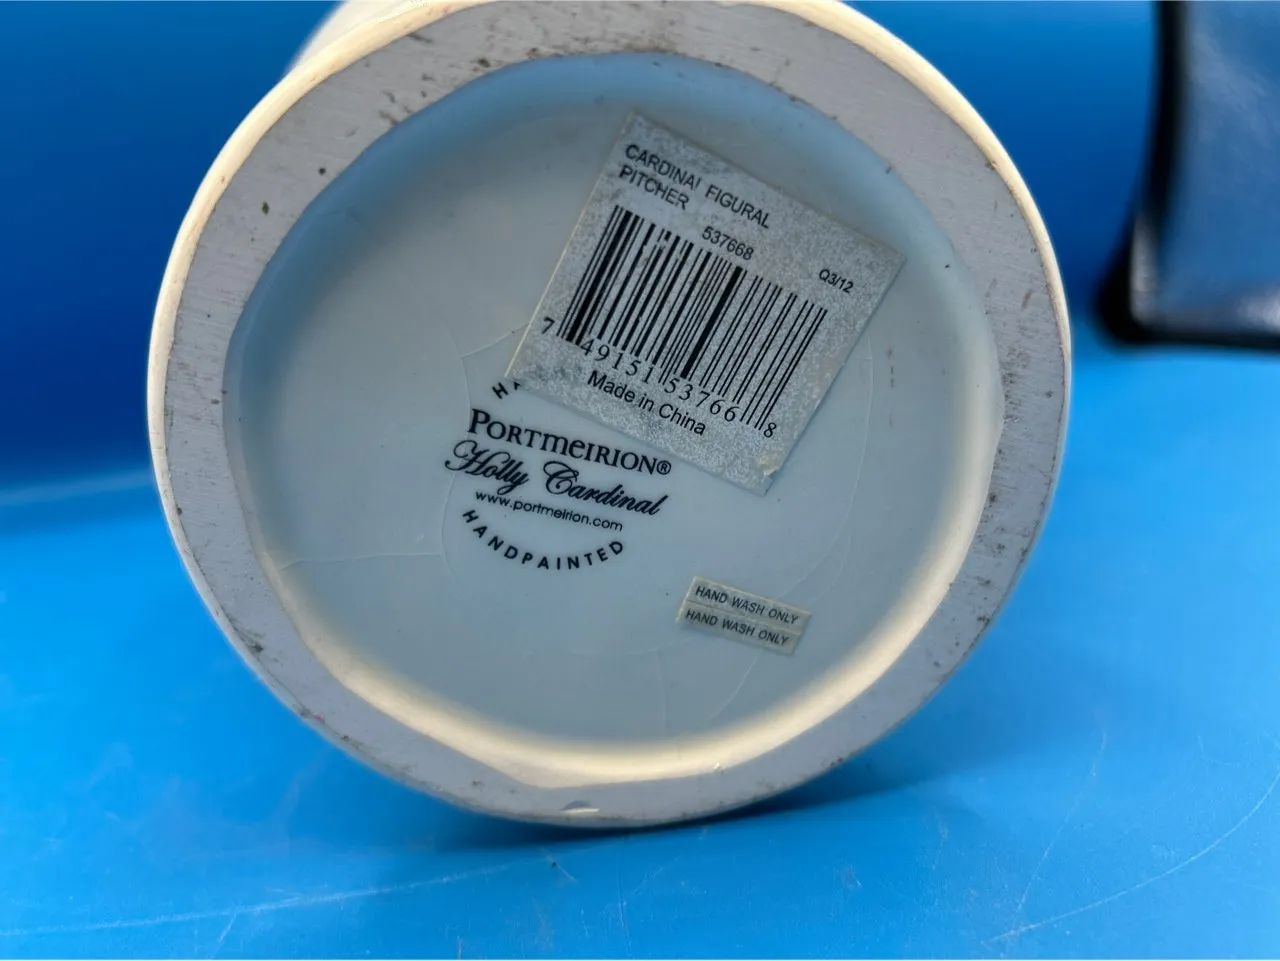 CARDINAL FIGURAL
PITCHER
537668
Q3/12
7 49151 53766 8
Made in China
PORTMEIRION®
Holly Cardinal
www.portmeirion.com
HANDPAINTED
HAND WASH ONLY
HAND WASH ONLY